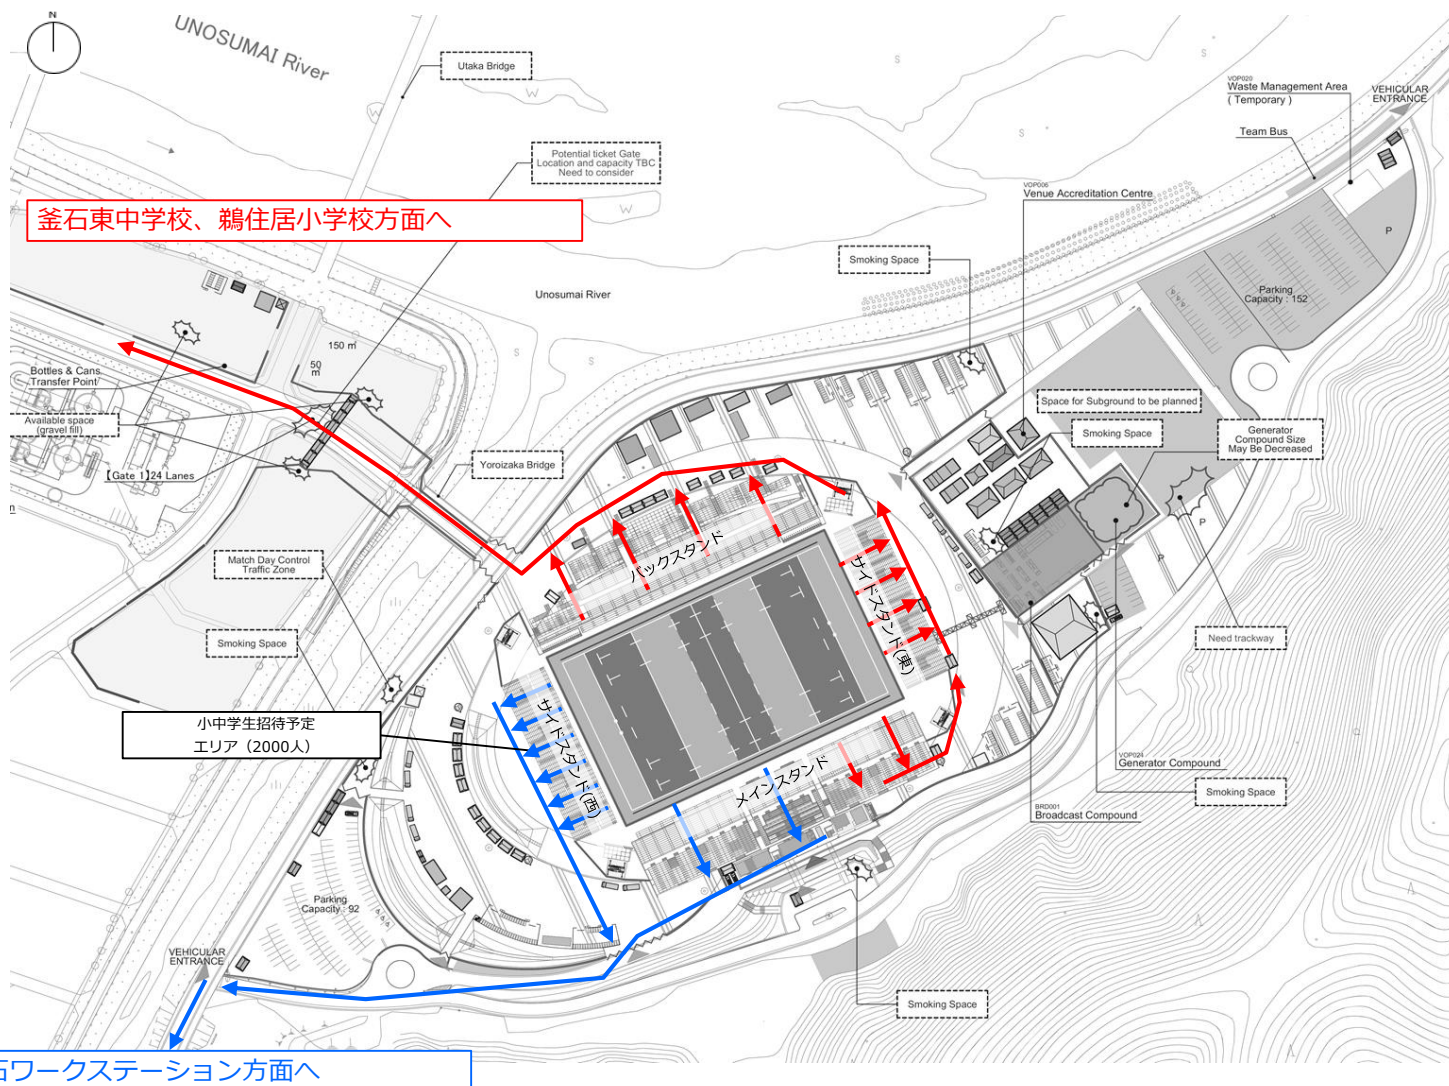 N
UNOSUMAI River
Utaka Bridge
VOP020
Waste Management Area
( Temporary )
VEHICULAR
ENTRANCE
Team Bus
Potential ticket Gate
Location and capacity TBC
Need to consider
VOP006
Venue Accreditation Centre
釜石東中学校、鵜住居小学校方面へ
Smoking Space
Unosumai River
Parking
Capacity : 152
P
150 ㎡
50
㎡
Bottles & Cans
Transfer Point
Available space
(gravel fill)
【Gate 1】24 Lanes
Yoroizaka Bridge
Space for Subground to be planned
Smoking Space
Generator
Compound Size
May Be Decreased
P
P
バックスタンド
サイドスタンド(東)
Match Day Control
Traffic Zone
Smoking Space
Need trackway
小中学生招待予定
エリア（2000人）
サイドスタンド(西)
メインスタンド
VOP024
Generator Compound
Smoking Space
BRD001
Broadcast Compound
Parking
Capacity : 92
VEHICULAR
ENTRANCE
Smoking Space
石ワークステーション方面へ